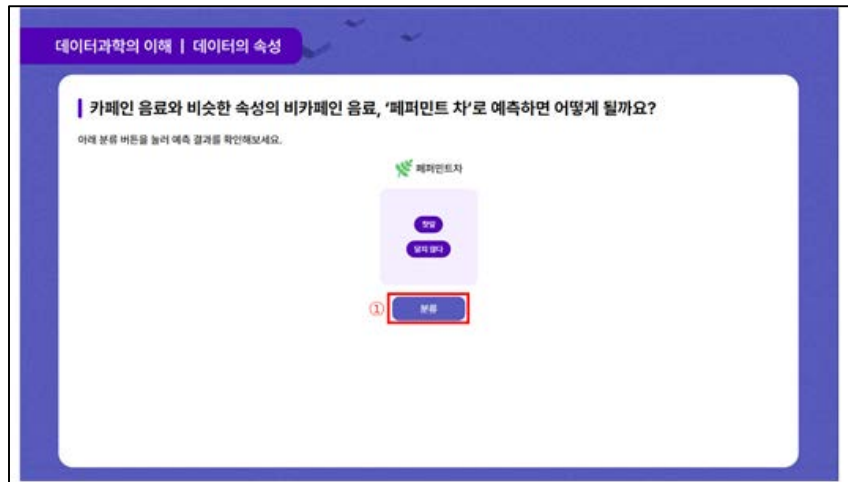 데이터과학의 이해 | 데이터의 속성
카페인 음료와 비슷한 속성의 비카페인 음료, ‘페퍼민트 차’로 예측하면 어떻게 될까요?
아래 분류 버튼을 눌러 예측 결과를 확인해보세요.
페퍼민트차
찻잎
달지 않다
① 분류